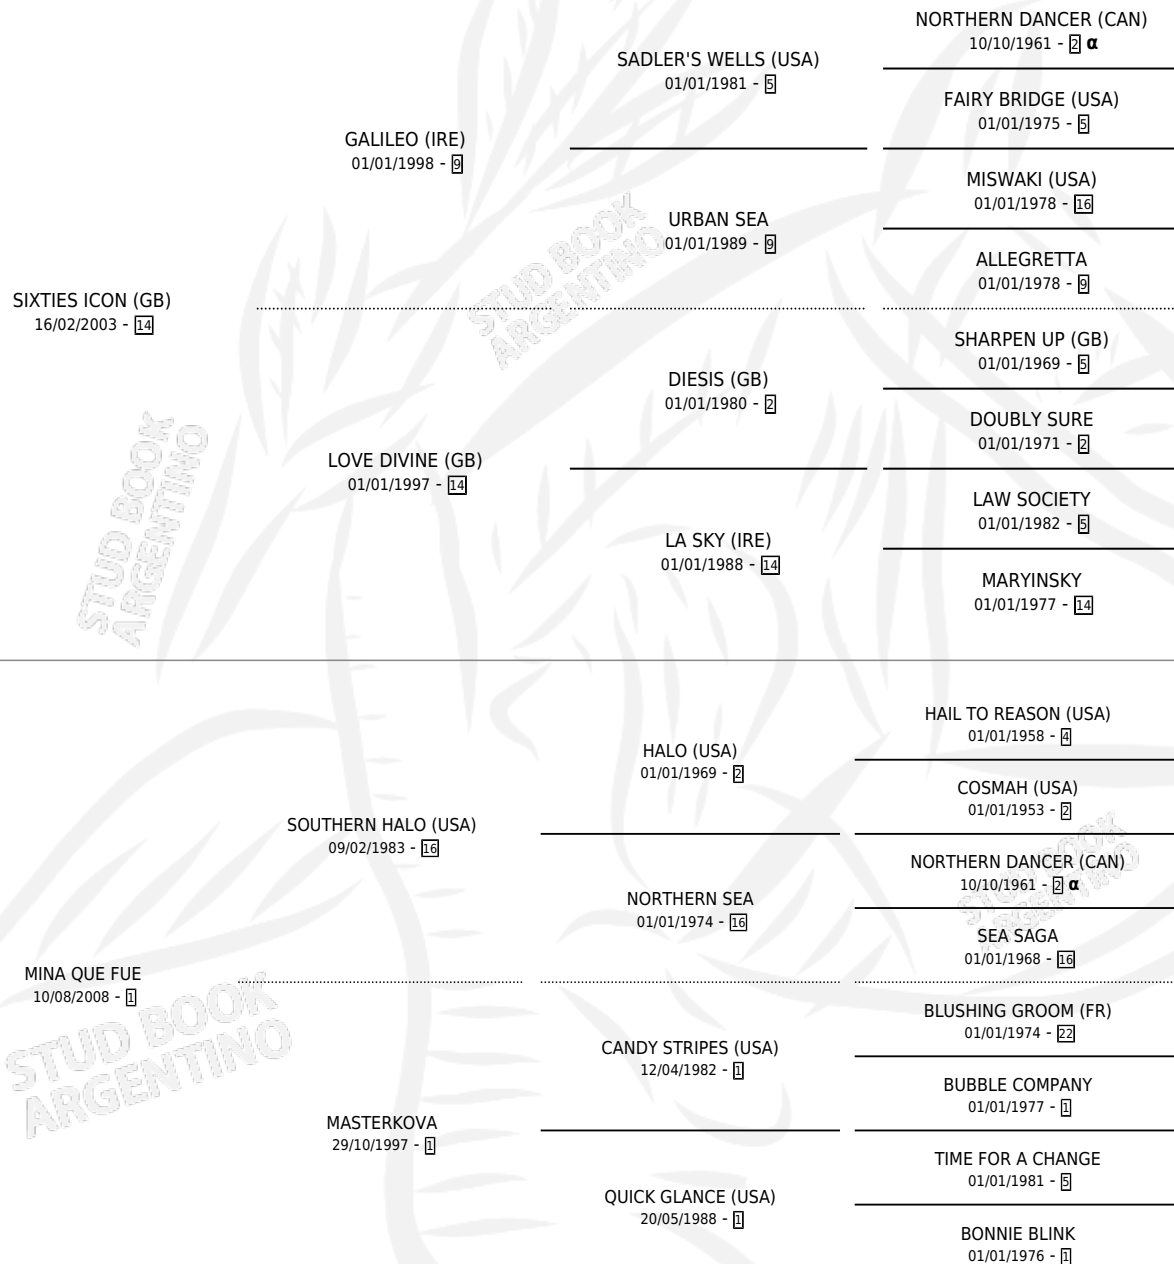 NORTHERN DANCER (CAN)
10/10/1961 - 2 α
SADLER'S WELLS (USA)
01/01/1981 - 5
FAIRY BRIDGE (USA)
01/01/1975 - 5
GALILEO (IRE)
01/01/1998 - 9
MISWAKI (USA)
01/01/1978 - 16
URBAN SEA
01/01/1989 - 9
ALLEGRETTA
01/01/1978 - 9
SIXTIES ICON (GB)
16/02/2003 - 14
SHARPEN UP (GB)
01/01/1969 - 5
DIESIS (GB)
01/01/1980 - 2
DOUBLY SURE
01/01/1971 - 2
LOVE DIVINE (GB)
01/01/1997 - 14
LAW SOCIETY
01/01/1982 - 5
LA SKY (IRE)
01/01/1988 - 14
MARYINSKY
01/01/1977 - 14
HAIL TO REASON (USA)
01/01/1958 - 4
HALO (USA)
01/01/1969 - 2
COSMAH (USA)
01/01/1953 - 2
SOUTHERN HALO (USA)
09/02/1983 - 16
NORTHERN DANCER (CAN)
10/10/1961 - 2 α
NORTHERN SEA
01/01/1974 - 16
SEA SAGA
01/01/1968 - 16
MINA QUE FUE
10/08/2008 - 1
BLUSHING GROOM (FR)
01/01/1974 - 22
CANDY STRIPES (USA)
12/04/1982 - 1
BUBBLE COMPANY
01/01/1977 - 1
MASTERKOVA
29/10/1997 - 1
TIME FOR A CHANGE
01/01/1981 - 5
QUICK GLANCE (USA)
20/05/1988 - 1
BONNIE BLINK
01/01/1976 - 1
STUD BOOK
ARGENTINO
STUD BOOK
ARGENTINO
STUD BOOK
ARGENTINO
STUD BOOK
ARGENTINO